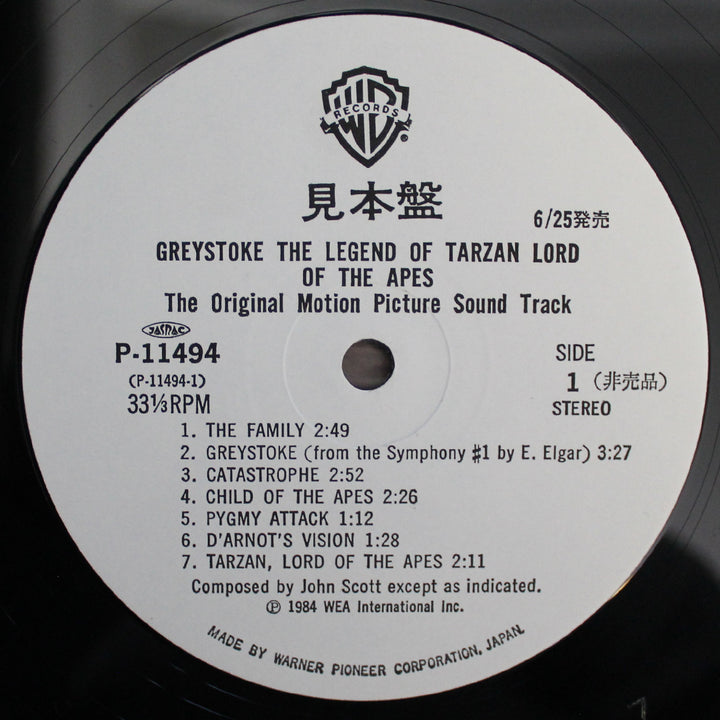 WB
RECORDS
®
見本盤
6/25発売
GREYSTOKE THE LEGEND OF TARZAN LORD
OF THE APES
The Original Motion Picture Sound Track
JASRAC
P-11494
(P-11494-1)
33⅓RPM
SIDE
1 (非売品)
STEREO
1. THE FAMILY 2:49
2. GREYSTOKE (from the Symphony #1 by E. Elgar) 3:27
3. CATASTROPHE 2:52
4. CHILD OF THE APES 2:26
5. PYGMY ATTACK 1:12
6. D'ARNOT'S VISION 1:28
7. TARZAN, LORD OF THE APES 2:11
Composed by John Scott except as indicated.
℗ 1984 WEA International Inc.
MADE BY WARNER PIONEER CORPORATION, JAPAN.